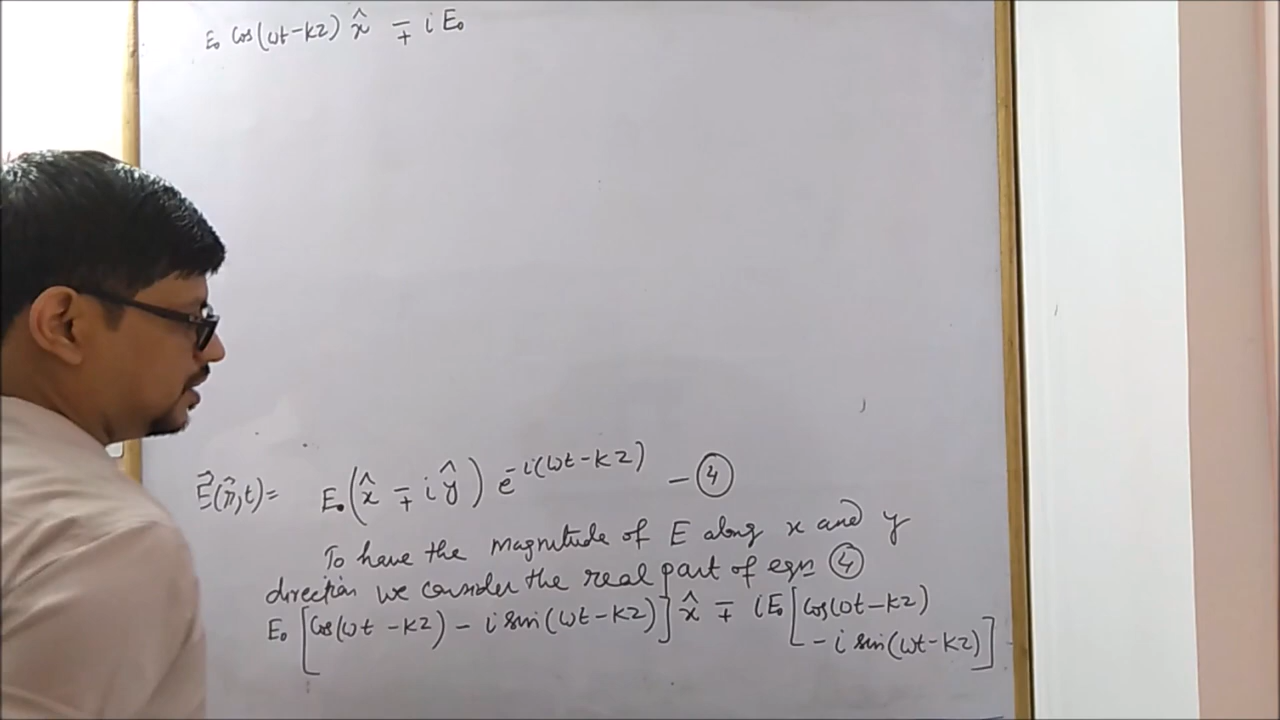 E₀ Cos(ωt−kz) x̂ ∓ i E₀
E⃗(r⃗,t)= E₀(x̂ ∓ i ŷ) e^{-i(ωt−kz)} — ④
To have the magnitude of E along x and y
direction we consider the real part of eqn ④
E₀ [Cos(ωt −kz) − i sin(ωt−kz)] x̂ ∓ i E₀ [Cos(ωt−kz)
− i sin(ωt−kz)]